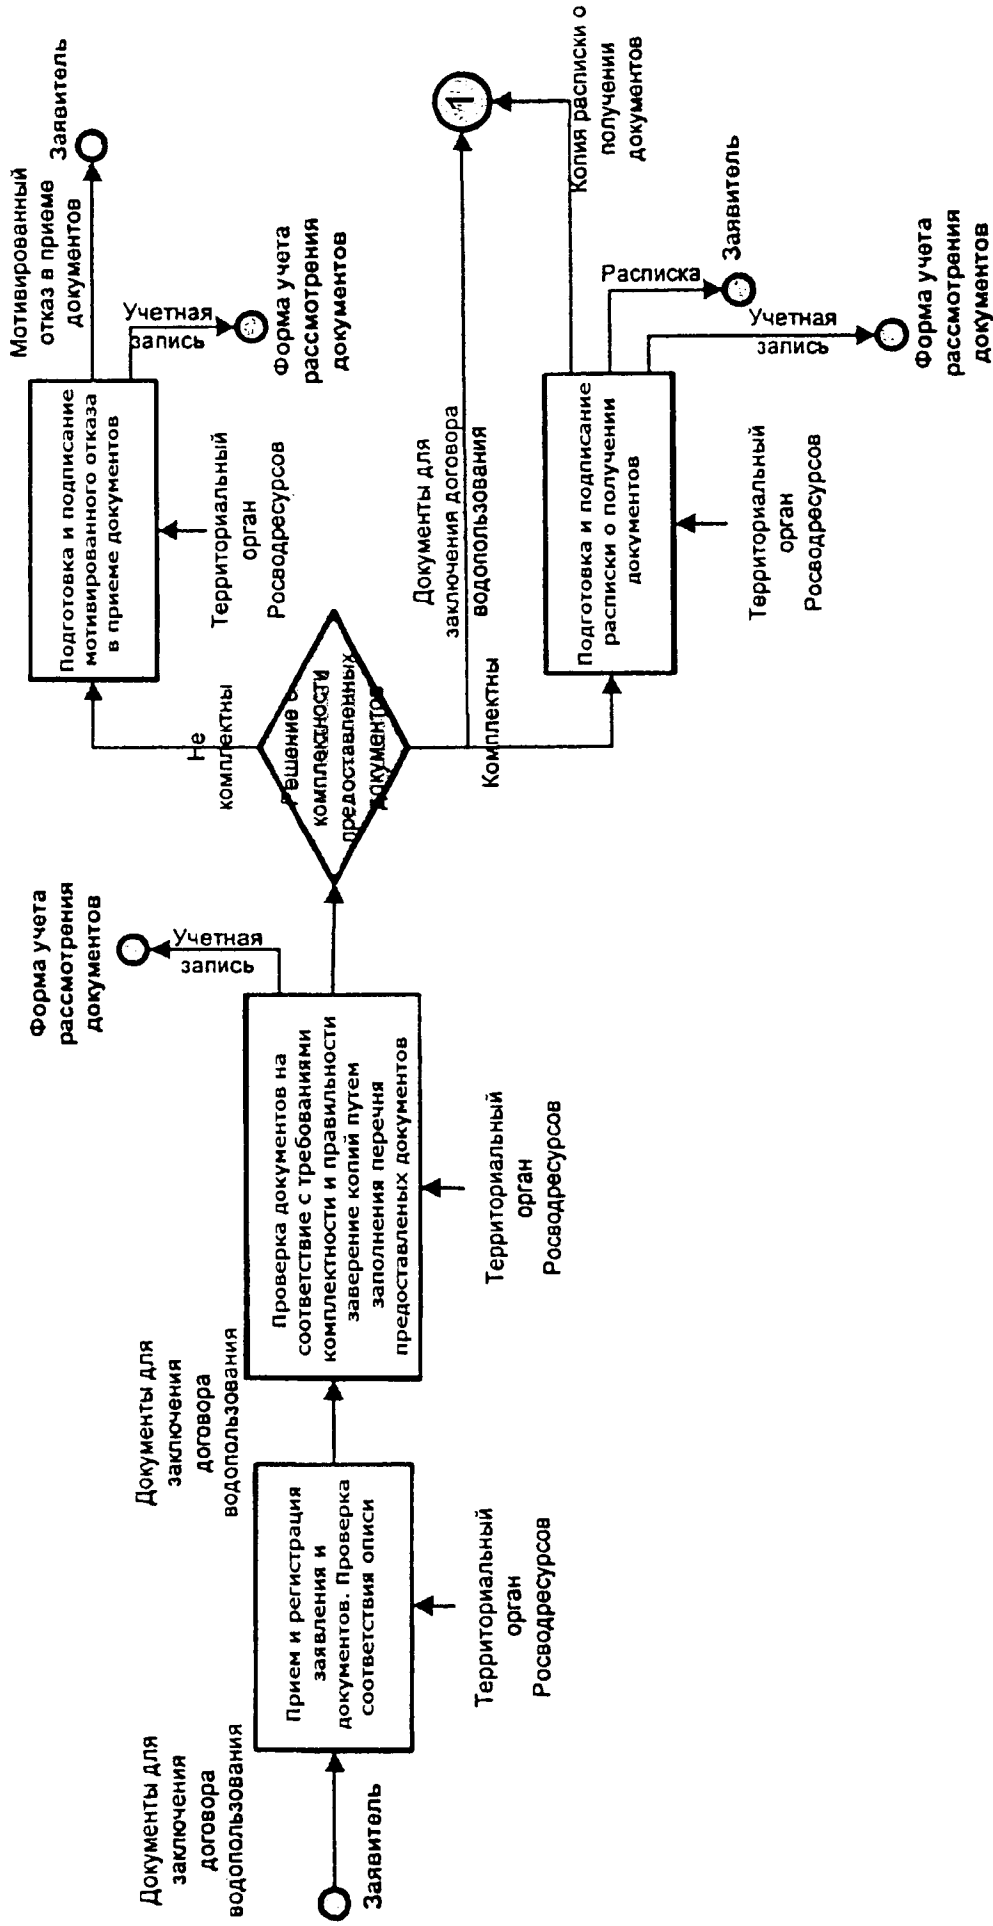 Заявитель
Документы для
заключения
договора
водопользования
Прием и регистрация
заявления и
документов. Проверка
соответствия описи
Территориальный
орган
Росводресурсов
Документы для
заключения
договора
водопользования
Проверка документов на
соответствие с требованиями
комплектности и правильности
заверение копий путем
заполнения перечня
предоставленых документов
Территориальный
орган
Росводресурсов
Учетная
запись
Форма учета
рассмотрения
документов
Решение о
комплектности
предоставленных
документов
Не
комплектны
Подготовка и подписание
мотивированного отказа
в приеме документов
Территориальный
орган
Росводресурсов
Мотивированный
отказ в приеме
документов
Заявитель
Учетная
запись
Форма учета
рассмотрения
документов
Комплектны
Документы для
заключения договора
водопользования
1
Подготовка и подписание
расписки о получении
документов
Территориальный
орган
Росводресурсов
Копия расписки о
получении
документов
Расписка
Заявитель
Учетная
запись
Форма учета
рассмотрения
документов